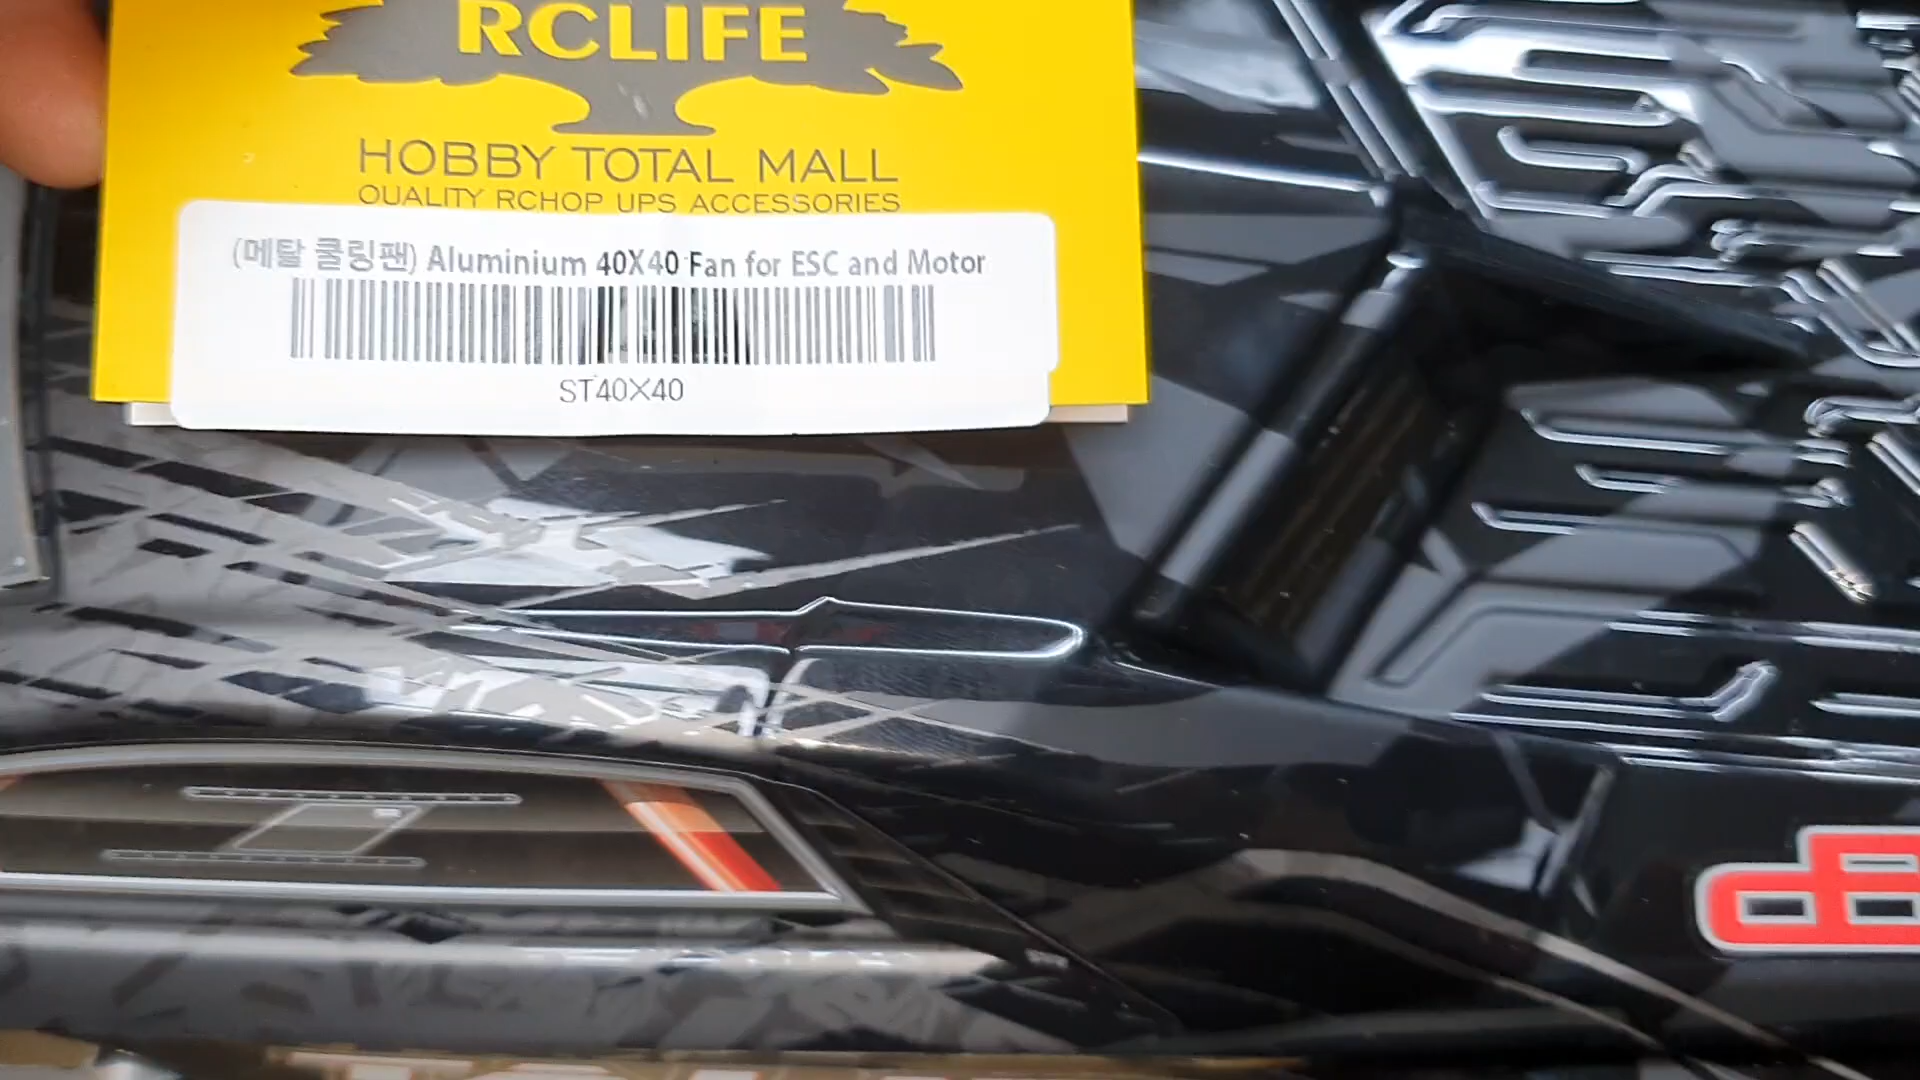 RCLIFE
HOBBY TOTAL MALL
QUALITY RCHOP UPS ACCESSORIES
(메탈 쿨링팬) Aluminium 40X40 Fan for ESC and Motor
ST40X40